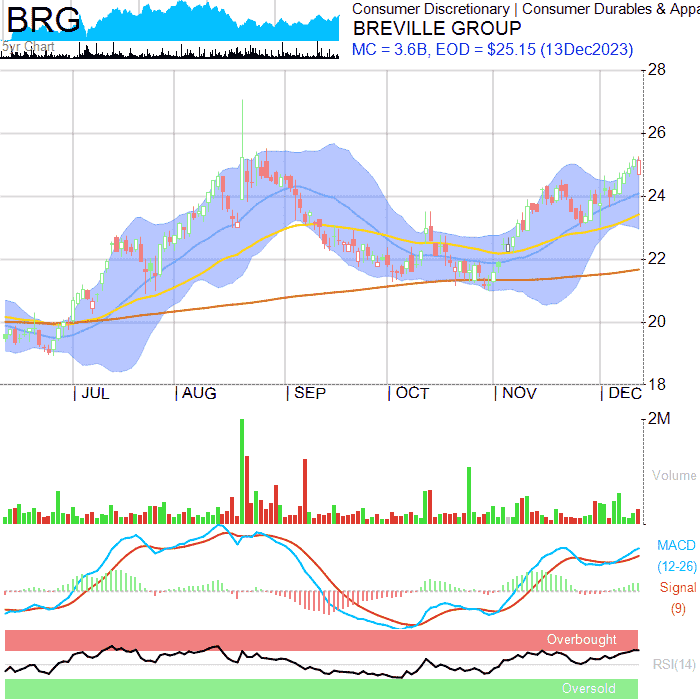 BRG
5yr Chart
Consumer Discretionary | Consumer Durables & Appa
BREVILLE GROUP
MC = 3.6B, EOD = $25.15 (13Dec2023)
28
26
24
22
20
18
| JUL | AUG | SEP | OCT | NOV | DEC
2M
Volume
MACD
(12-26)
Signal
(9)
Overbought
RSI(14)
Oversold